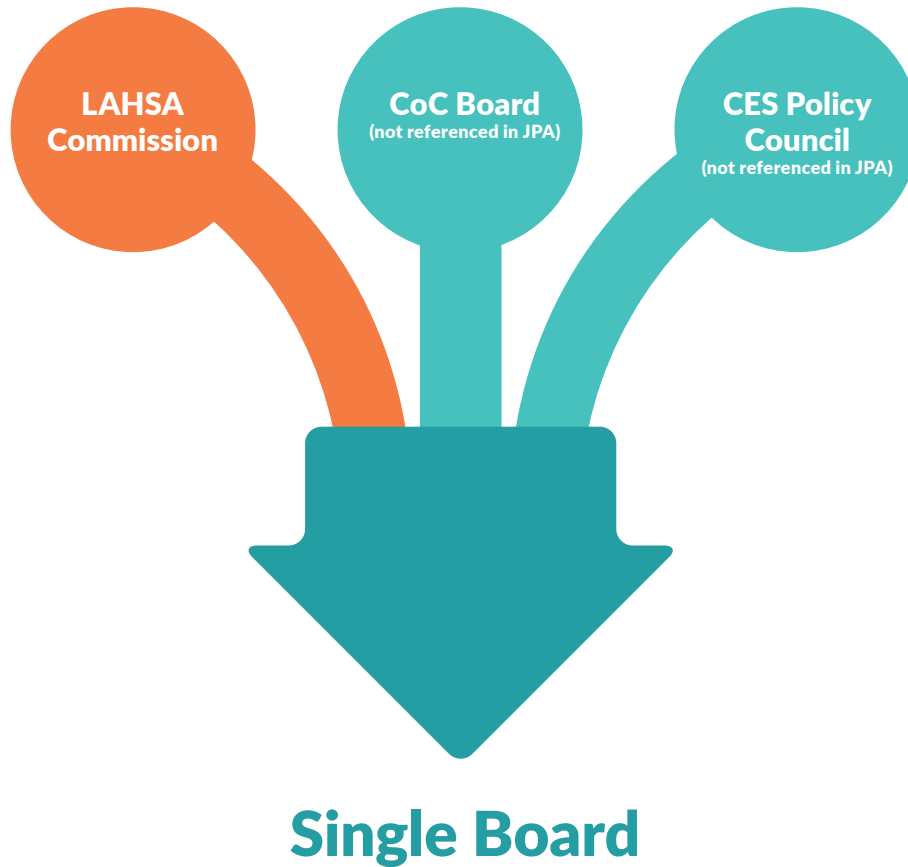 LAHSA
Commission
CoC Board
(not referenced in JPA)
CES Policy
Council
(not referenced in JPA)
Single Board